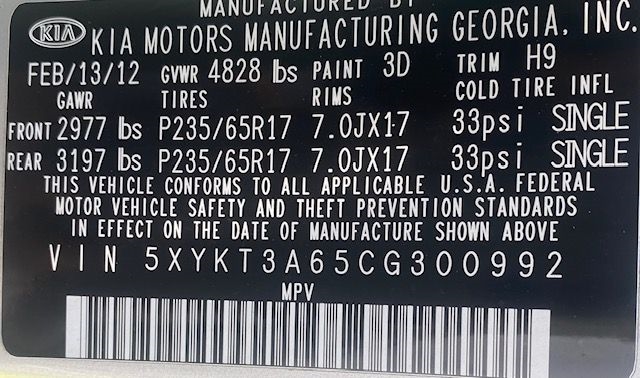 MANUFACTURED BY
KIA KIA MOTORS MANUFACTURING GEORGIA, INC.
FEB/13/12 GVWR 4828 lbs PAINT 3D TRIM H9
GAWR TIRES RIMS COLD TIRE INFL
FRONT 2977 lbs P235/65R17 7.0JX17 33psi SINGLE
REAR 3197 lbs P235/65R17 7.0JX17 33psi SINGLE
THIS VEHICLE CONFORMS TO ALL APPLICABLE U.S.A. FEDERAL
MOTOR VEHICLE SAFETY AND THEFT PREVENTION STANDARDS
IN EFFECT ON THE DATE OF MANUFACTURE SHOWN ABOVE
VIN 5XYKT3A65CG300992
MPV